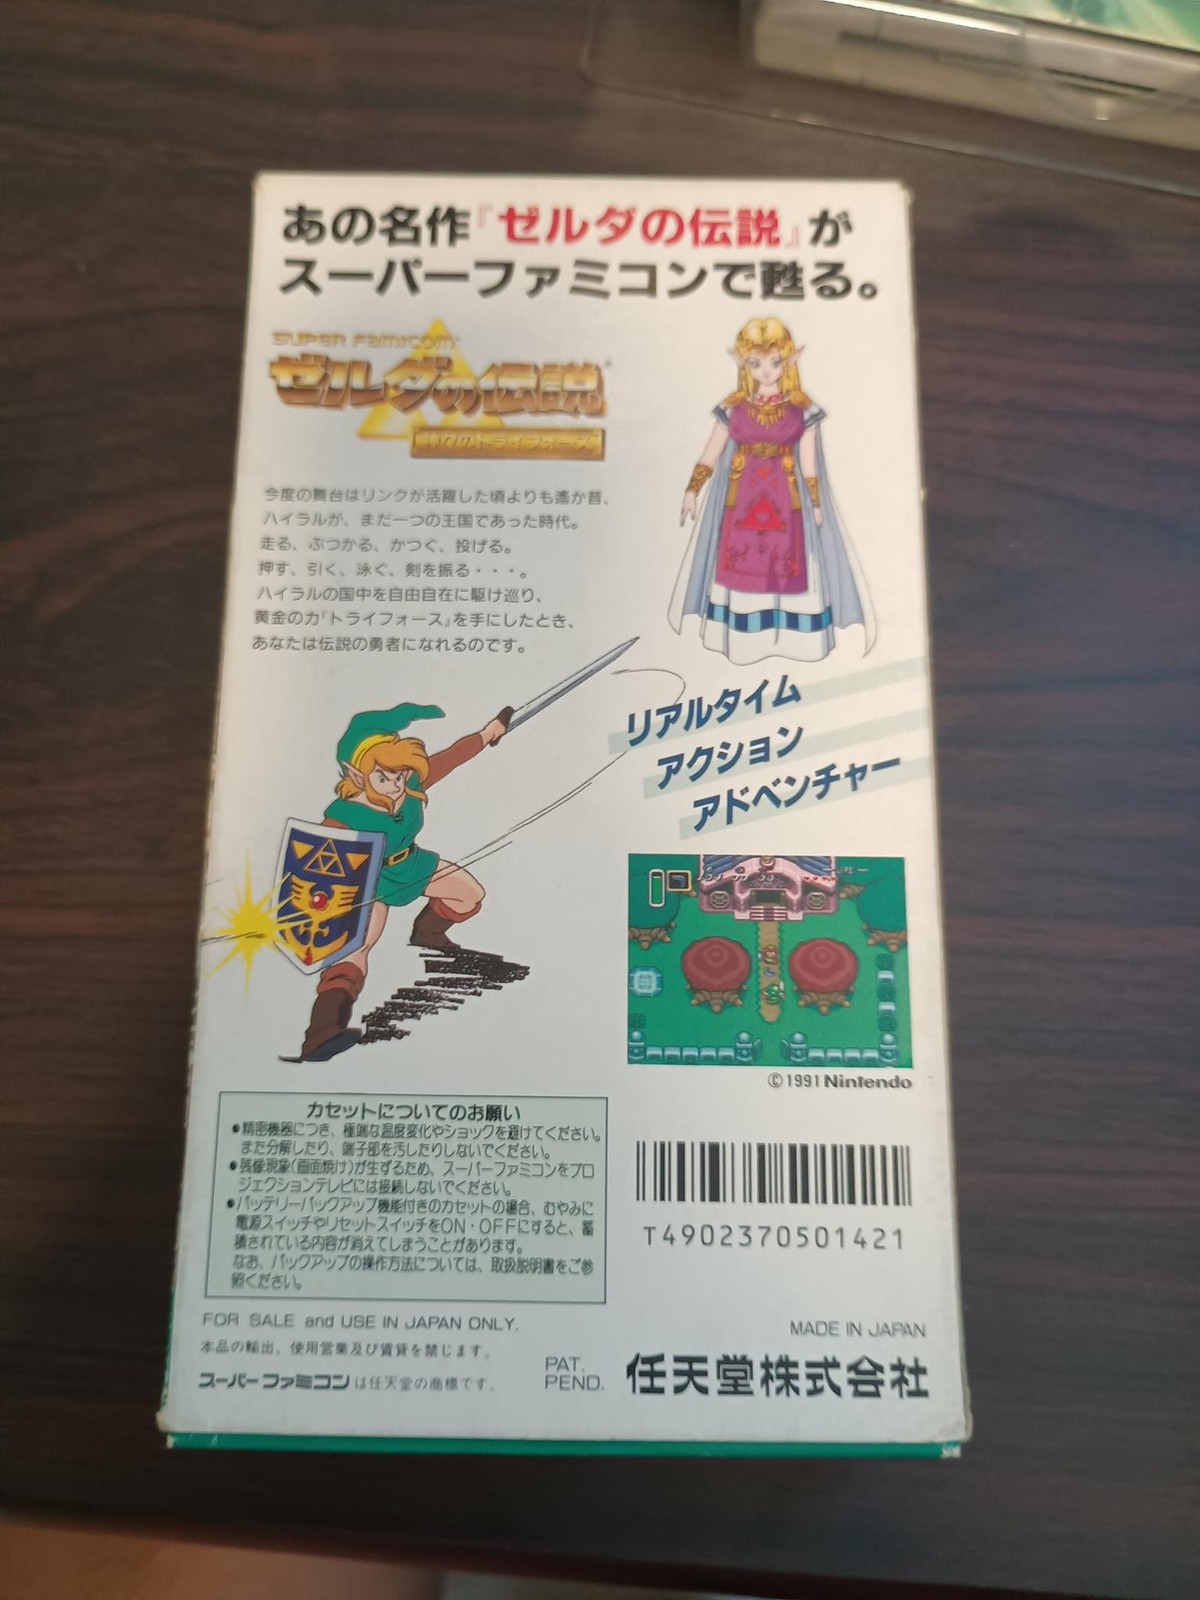 あの名作『ゼルダの伝説』が
スーパーファミコンで甦る。
SUPER FAMICOM
ゼルダの伝説
神々のトライフォース
今度の舞台はリンクが活躍した頃よりも遙か昔、
ハイラルが、まだ一つの王国であった時代。
走る、ぶつかる、かつぐ、投げる。
押す、引く、泳ぐ、剣を振る・・・。
ハイラルの国中を自由自在に駆け巡り、
黄金の力『トライフォース』を手にしたとき、
あなたは伝説の勇者になれるのです。
リアルタイム
アクション
アドベンチャー
©1991 Nintendo
カセットについてのお願い
●精密機器につき、極端な温度変化やショックを避けてください。
また分解したり、端子部を汚したりしないでください。
●残像現象(画面焼け)が生ずるため、スーパーファミコンをプロ
ジェクションテレビには接続しないでください。
●バッテリーバックアップ機能付きのカセットの場合、むやみに
電源スイッチやリセットスイッチをON・OFFにすると、蓄
積されている内容が消えてしまうことがあります。
なお、バックアップの操作方法については、取扱説明書をご参
照ください。
T4902370501421
FOR SALE and USE IN JAPAN ONLY.
本品の輸出、使用営業及び賃貸を禁じます。
スーパーファミコンは任天堂の商標です。
PAT.
PEND.
MADE IN JAPAN
任天堂株式会社